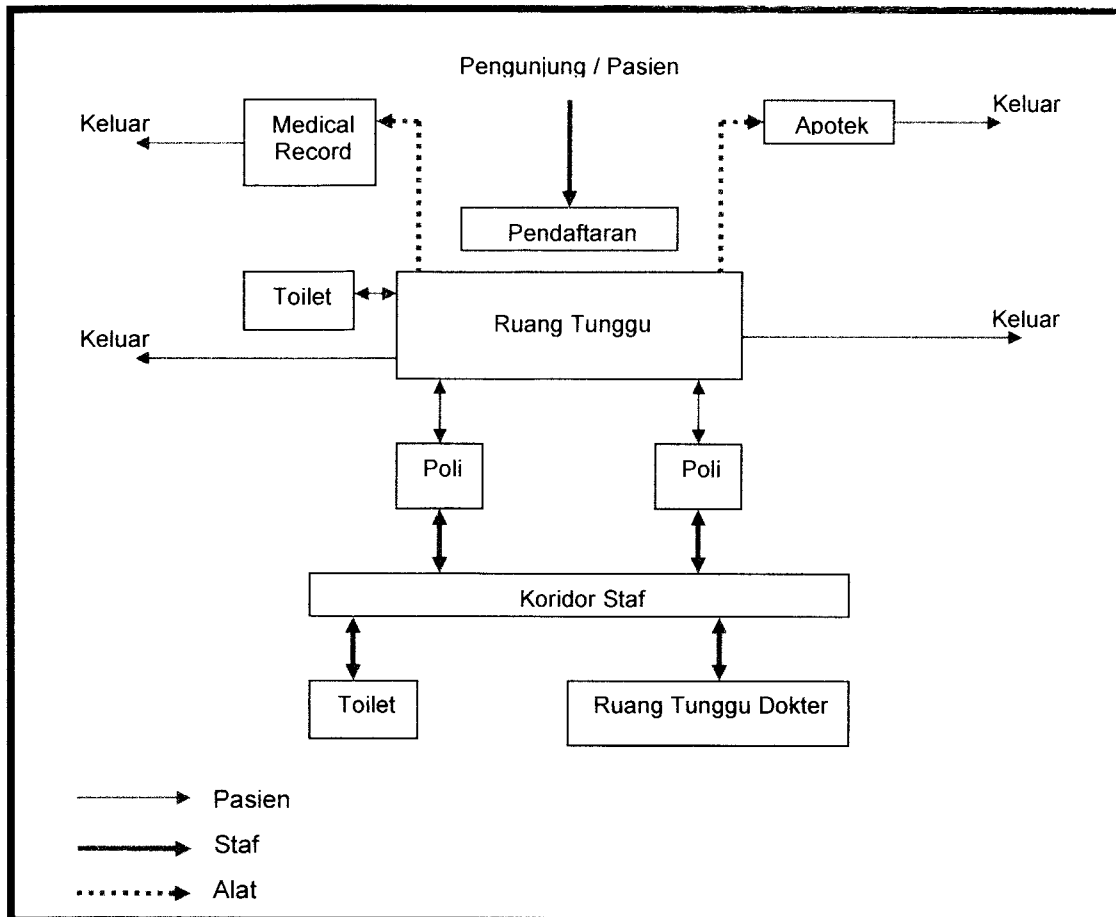 Pengunjung / Pasien
Keluar
Medical
Record
Apotek
Keluar
Pendaftaran
Toilet
Ruang Tunggu
Keluar
Keluar
Poli
Poli
Koridor Staf
Toilet
Ruang Tunggu Dokter
Pasien
Staf
Alat